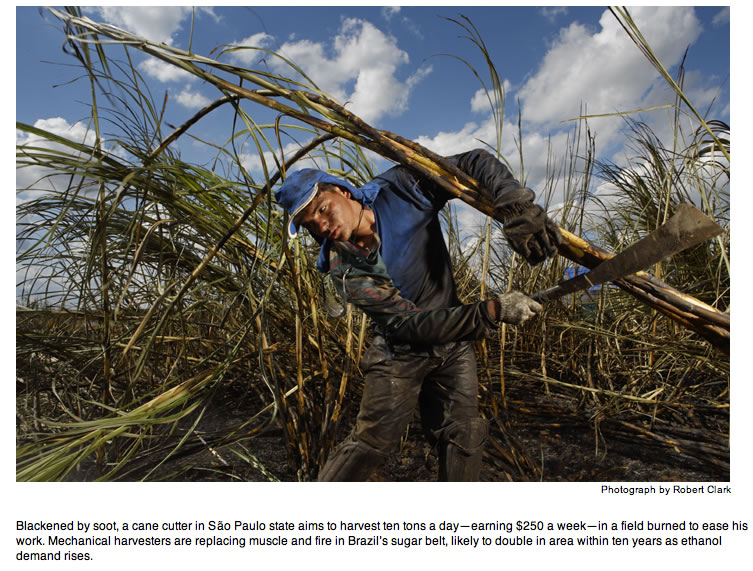 Photograph by Robert Clark
Blackened by soot, a cane cutter in São Paulo state aims to harvest ten tons a day—earning $250 a week—in a field burned to ease his
work. Mechanical harvesters are replacing muscle and fire in Brazil's sugar belt, likely to double in area within ten years as ethanol
demand rises.